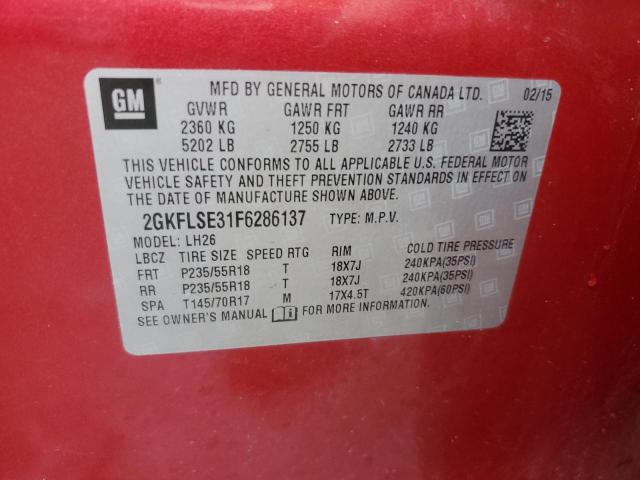 GM
MFD BY GENERAL MOTORS OF CANADA LTD. 02/15
GVWR GAWR FRT GAWR RR
2360 KG 1250 KG 1240 KG
5202 LB 2755 LB 2733 LB
THIS VEHICLE CONFORMS TO ALL APPLICABLE U.S. FEDERAL MOTOR
VEHICLE SAFETY AND THEFT PREVENTION STANDARDS IN EFFECT ON
THE DATE OF MANUFACTURE SHOWN ABOVE.
2GKFLSE31F6286137 TYPE: M.P.V.
MODEL: LH26
LBCZ TIRE SIZE SPEED RTG RIM COLD TIRE PRESSURE
FRT P235/55R18 T 18X7J 240KPA(35PSI)
RR P235/55R18 T 18X7J 240KPA(35PSI)
SPA T145/70R17 M 17X4.5T 420KPA(60PSI)
SEE OWNER'S MANUAL FOR MORE INFORMATION.